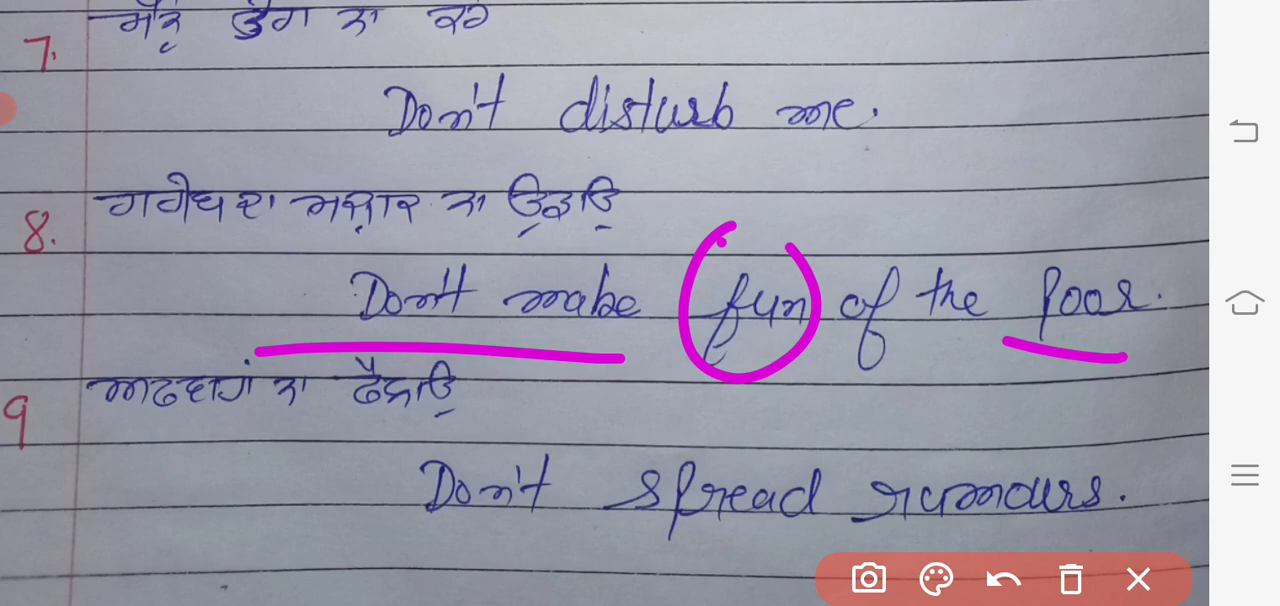 7. ਮੈਨੂੰ ਤੰਗ ਨਾ ਕਰੋ
Don't disturb me.
8. ਗਰੀਬ ਦਾ ਮਜ਼ਾਕ ਨਾ ਉਡਾਉ
Don't make fun of the poor.
9 ਅਫਵਾਹਾਂ ਨਾ ਫੈਲਾਉ
Don't spread rumours.